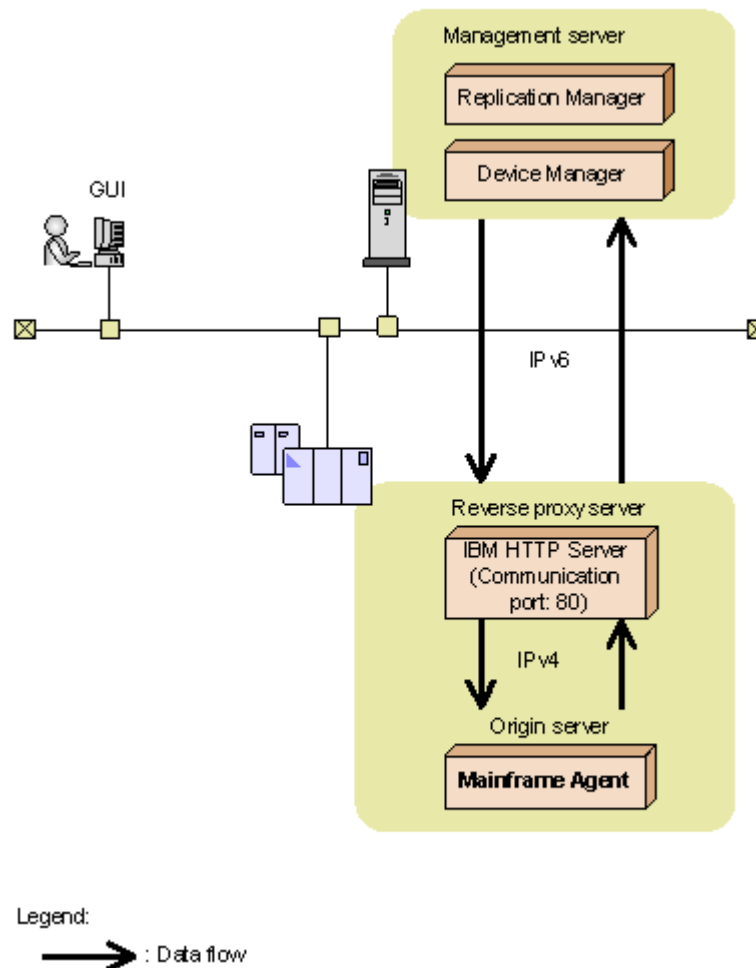 Management server
Replication Manager
Device Manager
GUI
IPv6
Reverse proxy server
IBM HTTP Server
(Communication
port: 80)
IPv4
Origin server
Mainframe Agent
Legend:
: Data flow